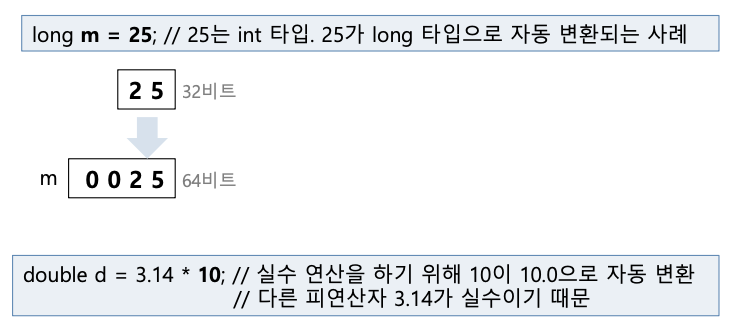 long m = 25; // 25는 int 타입. 25가 long 타입으로 자동 변환되는 사례
2 5 32비트
m 0 0 2 5 64비트
double d = 3.14 * 10; // 실수 연산을 하기 위해 10이 10.0으로 자동 변환
// 다른 피연산자 3.14가 실수이기 때문